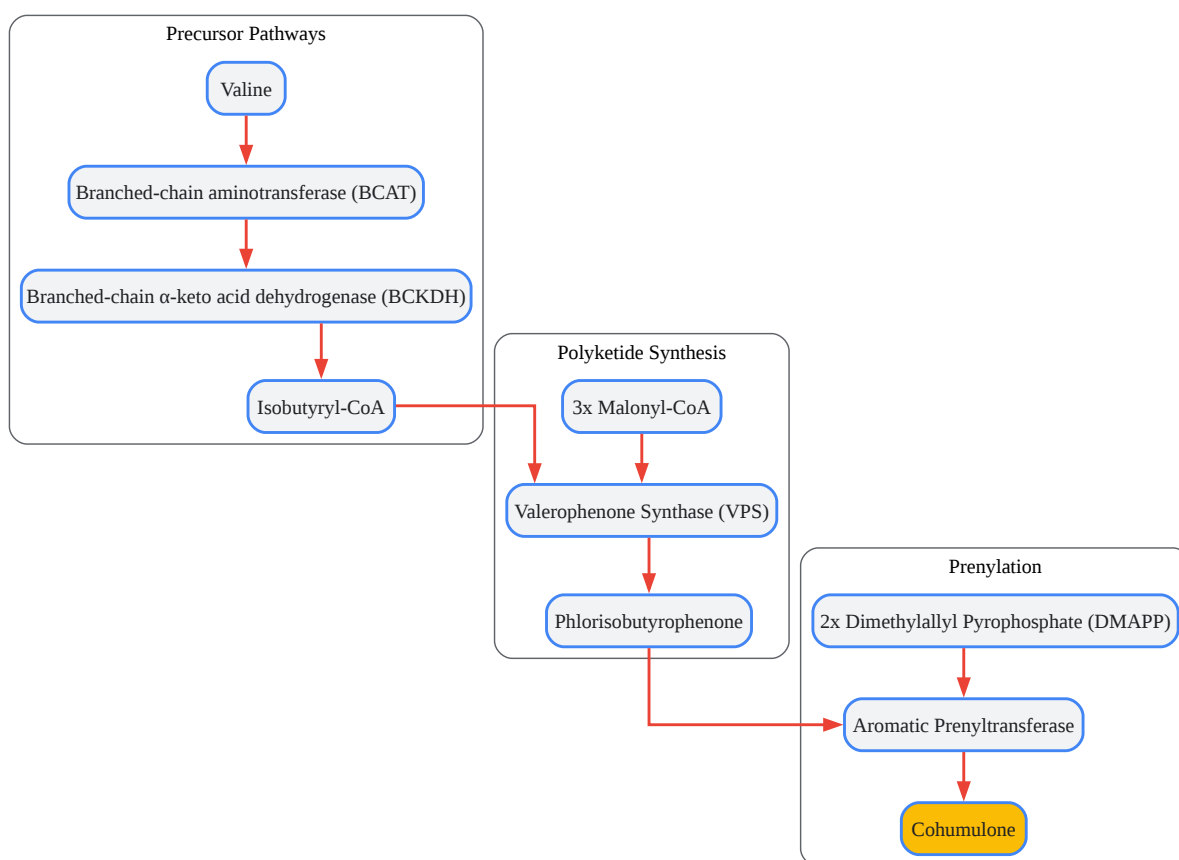 Precursor Pathways
Valine
Branched-chain aminotransferase (BCAT)
Branched-chain α-keto acid dehydrogenase (BCKDH)
Isobutyryl-CoA
Polyketide Synthesis
3x Malonyl-CoA
Valerophenone Synthase (VPS)
Phlorisobutyrophenone
Prenylation
2x Dimethylallyl Pyrophosphate (DMAPP)
Aromatic Prenyltransferase
Cohumulone